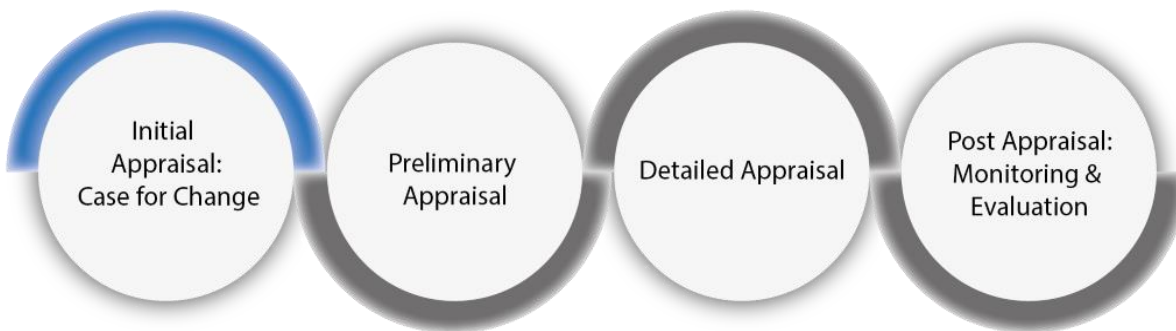 Initial
Appraisal:
Case for Change
Preliminary
Appraisal
Detailed Appraisal
Post Appraisal:
Monitoring &
Evaluation